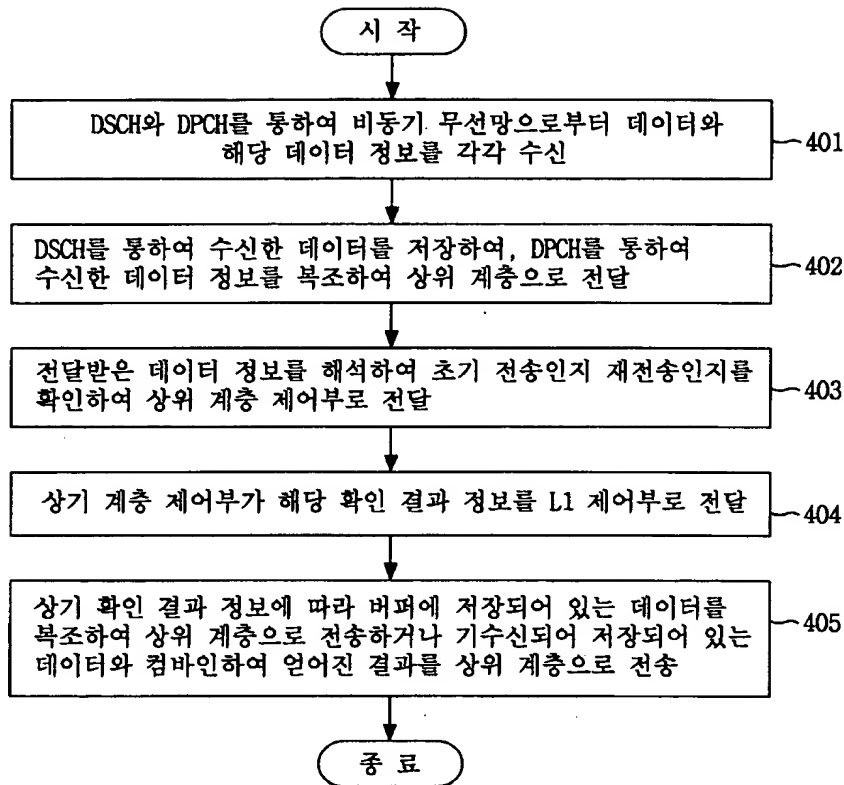 시 작
DSCH와 DPCH를 통하여 비동기 무선망으로부터 데이터와
해당 데이터 정보를 각각 수신
401
DSCH를 통하여 수신한 데이터를 저장하여, DPCH를 통하여
수신한 데이터 정보를 복조하여 상위 계층으로 전달
402
전달받은 데이터 정보를 해석하여 초기 전송인지 재전송인지를
확인하여 상위 계층 제어부로 전달
403
상기 계층 제어부가 해당 확인 결과 정보를 L1 제어부로 전달
404
상기 확인 결과 정보에 따라 버퍼에 저장되어 있는 데이터를
복조하여 상위 계층으로 전송하거나 기수신되어 저장되어 있는
데이터와 컴바인하여 얻어진 결과를 상위 계층으로 전송
405
종 료